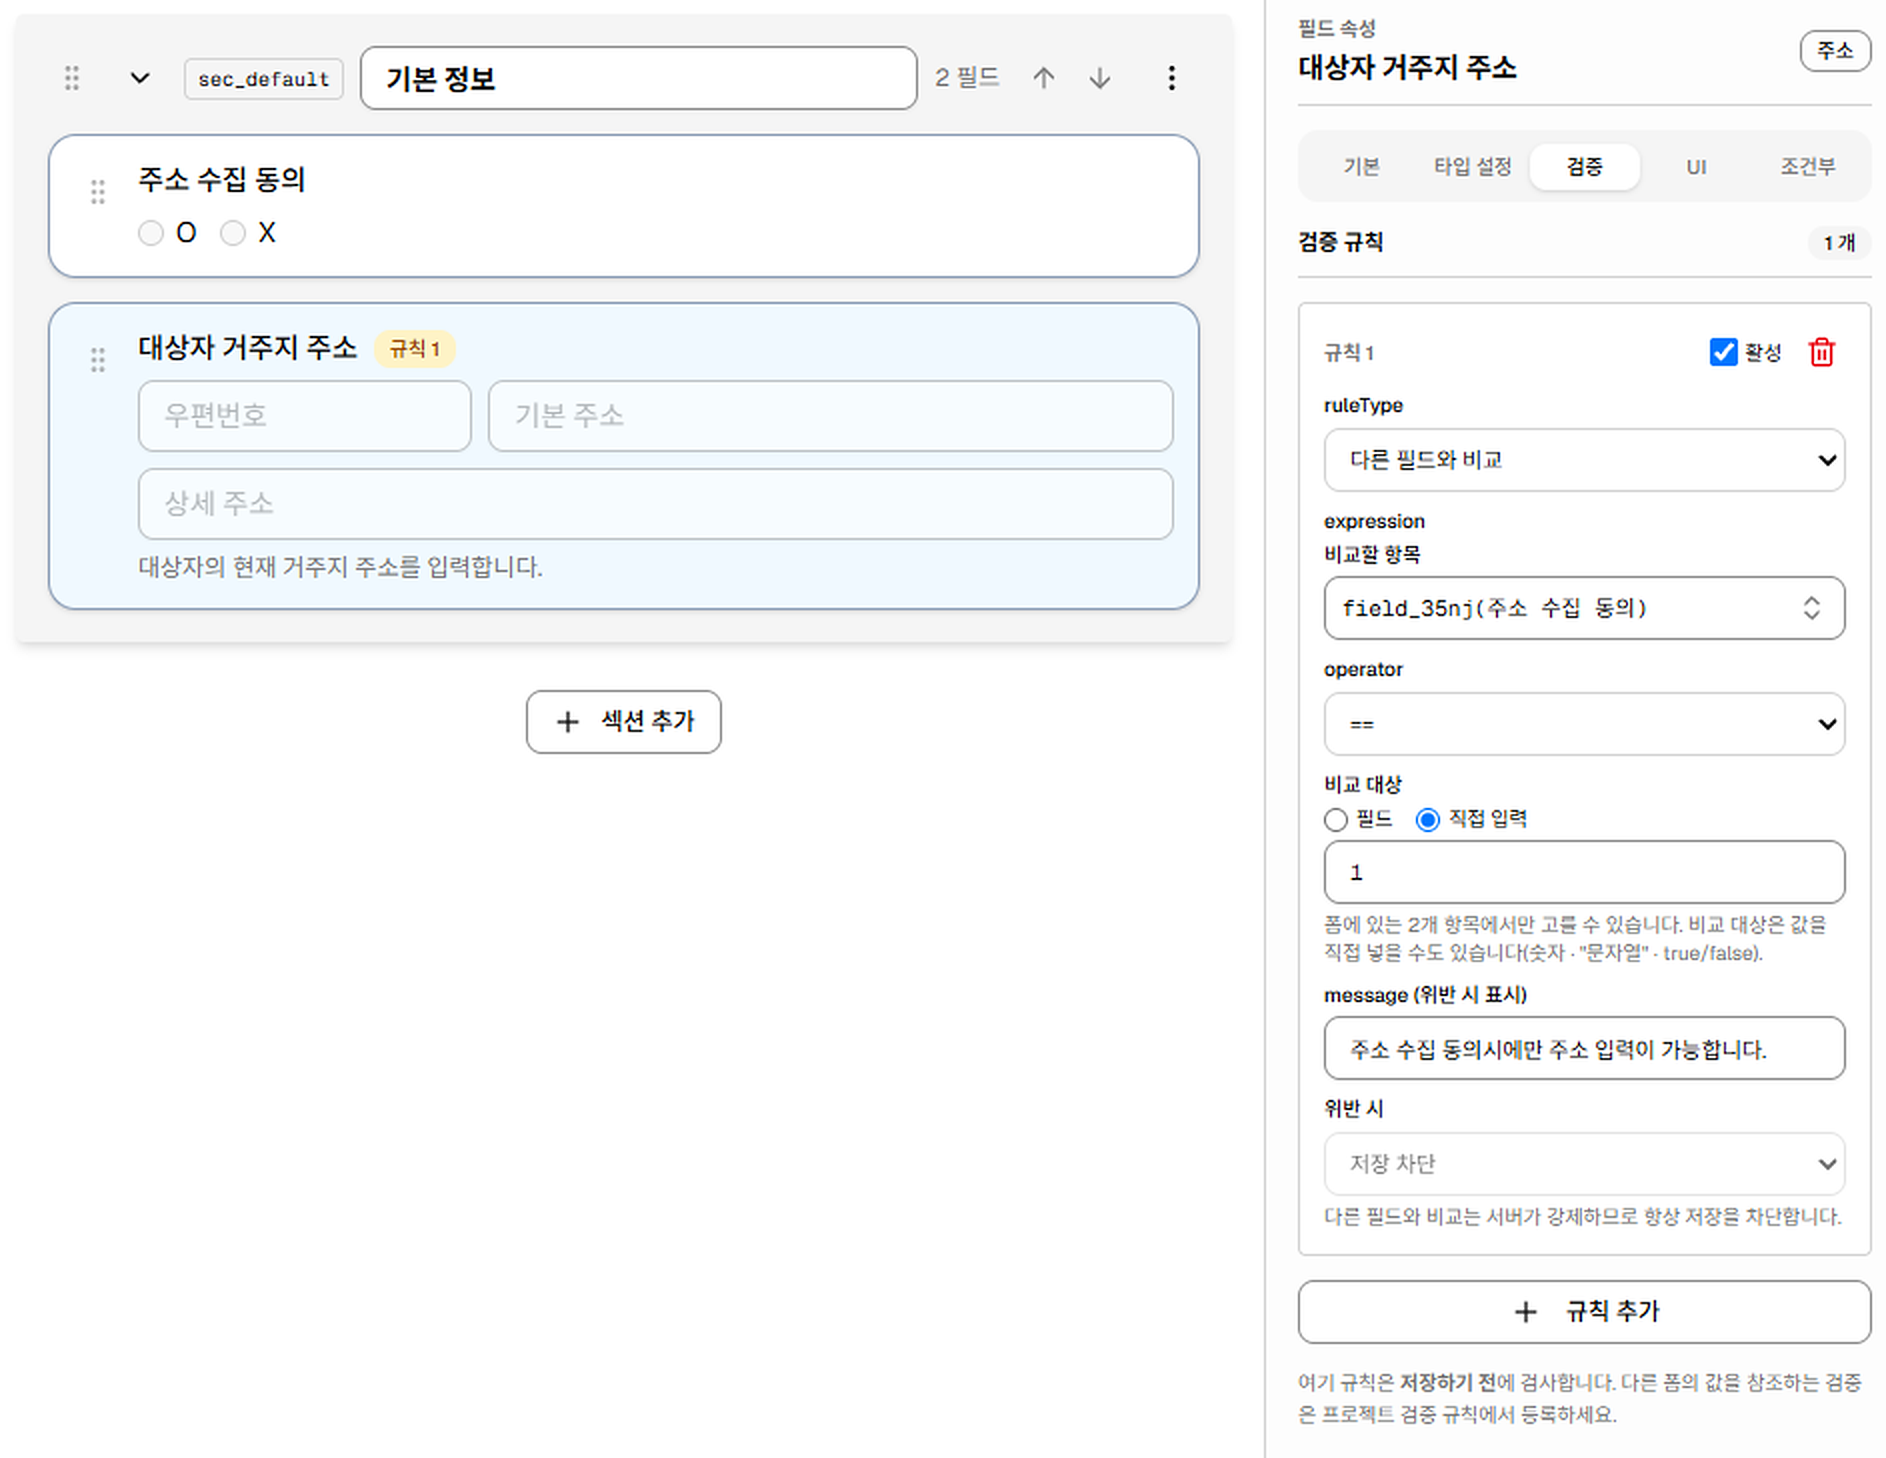 sec_default 기본 정보 2 필드
주소 수집 동의
O X
대상자 거주지 주소 규칙 1
우편번호 기본 주소
상세 주소
대상자의 현재 거주지 주소를 입력합니다.
+ 섹션 추가
필드 속성
대상자 거주지 주소 주소
기본 타입 설정 검증 UI 조건부
검증 규칙 1 개
규칙 1 활성
ruleType
다른 필드와 비교
expression
비교할 항목
field_35nj(주소 수집 동의)
operator
==
비교 대상
필드 직접 입력
1
폼에 있는 2개 항목에서만 고를 수 있습니다. 비교 대상은 값을
직접 넣을 수도 있습니다(숫자 · "문자열" · true/false).
message (위반 시 표시)
주소 수집 동의시에만 주소 입력이 가능합니다.
위반 시
저장 차단
다른 필드와 비교는 서버가 강제하므로 항상 저장을 차단합니다.
+ 규칙 추가
여기 규칙은 저장하기 전에 검사합니다. 다른 폼의 값을 참조하는 검증
은 프로젝트 검증 규칙에서 등록하세요.